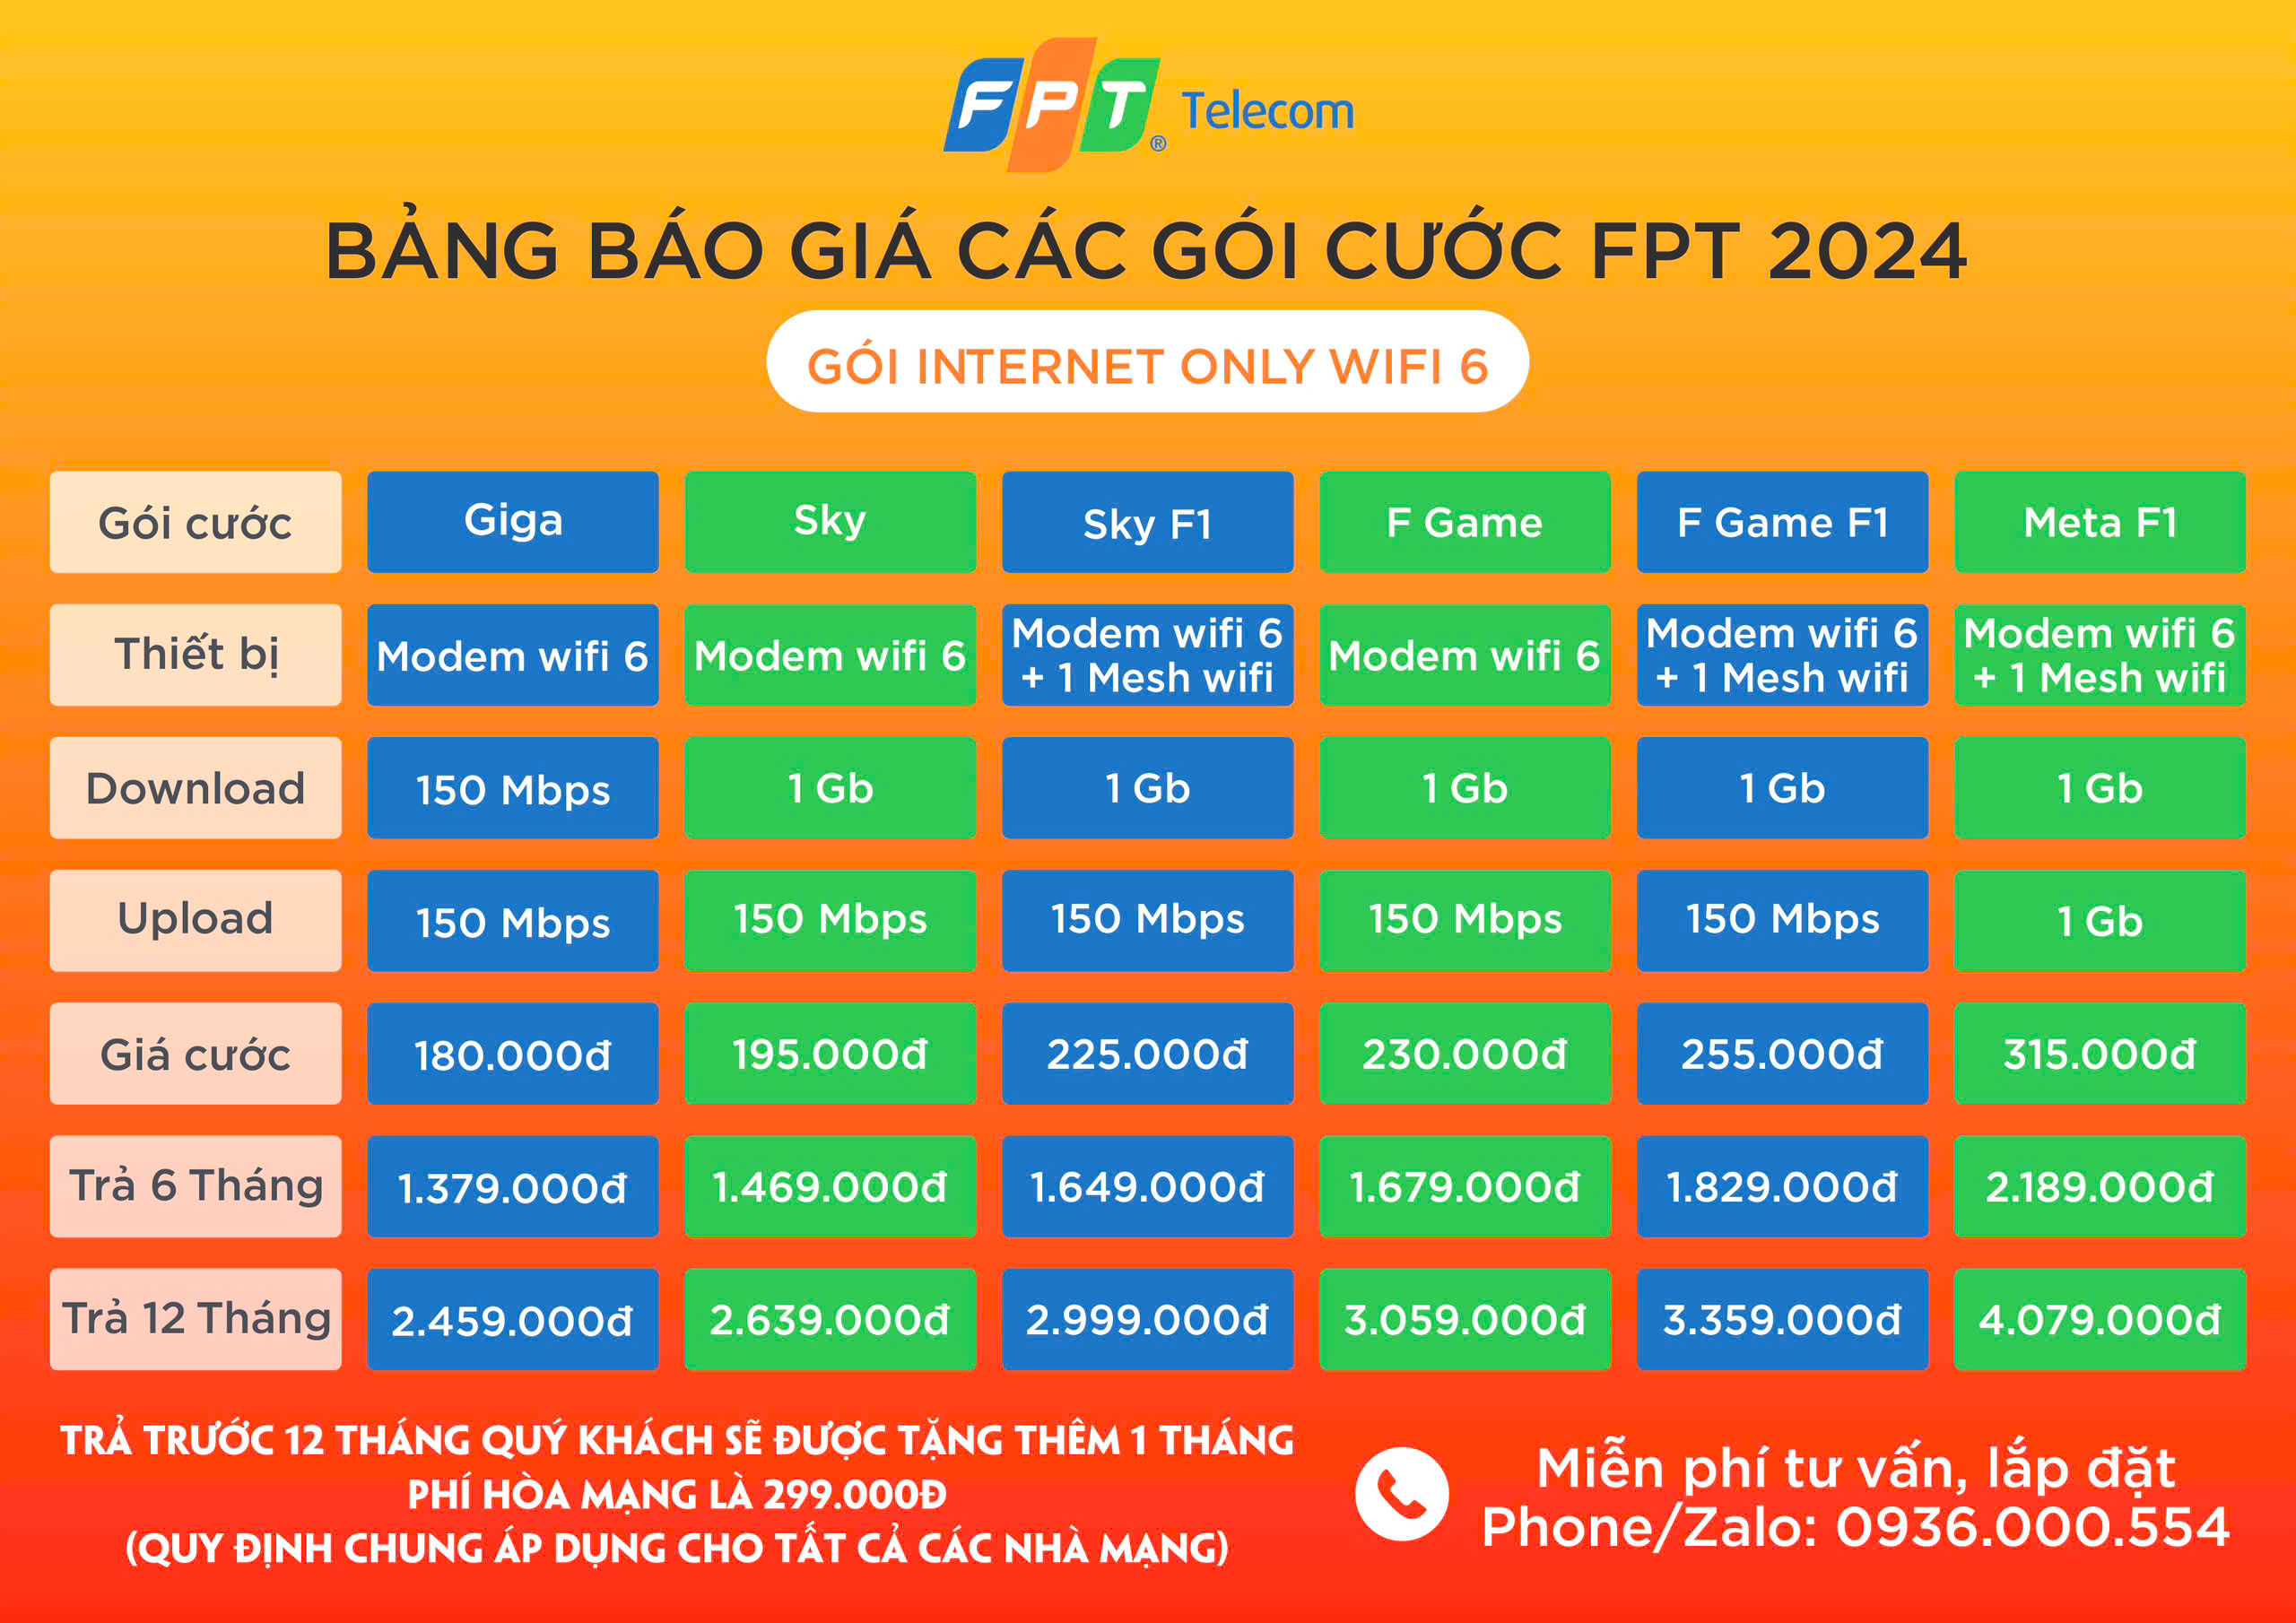 FPT® Telecom
BẢNG BÁO GIÁ CÁC GÓI CƯỚC FPT 2024
GÓI INTERNET ONLY WIFI 6
Gói cước Giga Sky Sky F1 F Game F Game F1 Meta F1
Thiết bị Modem wifi 6 Modem wifi 6 Modem wifi 6 + 1 Mesh wifi Modem wifi 6 Modem wifi 6 + 1 Mesh wifi Modem wifi 6 + 1 Mesh wifi
Download 150 Mbps 1 Gb 1 Gb 1 Gb 1 Gb 1 Gb
Upload 150 Mbps 150 Mbps 150 Mbps 150 Mbps 150 Mbps 1 Gb
Giá cước 180.000đ 195.000đ 225.000đ 230.000đ 255.000đ 315.000đ
Trả 6 Tháng 1.379.000đ 1.469.000đ 1.649.000đ 1.679.000đ 1.829.000đ 2.189.000đ
Trả 12 Tháng 2.459.000đ 2.639.000đ 2.999.000đ 3.059.000đ 3.359.000đ 4.079.000đ
TRẢ TRƯỚC 12 THÁNG QUÝ KHÁCH SẼ ĐƯỢC TẶNG THÊM 1 THÁNG
PHÍ HÒA MẠNG LÀ 299.000Đ
(QUY ĐỊNH CHUNG ÁP DỤNG CHO TẤT CẢ CÁC NHÀ MẠNG)
Miễn phí tư vấn, lắp đặt
Phone/Zalo: 0936.000.554